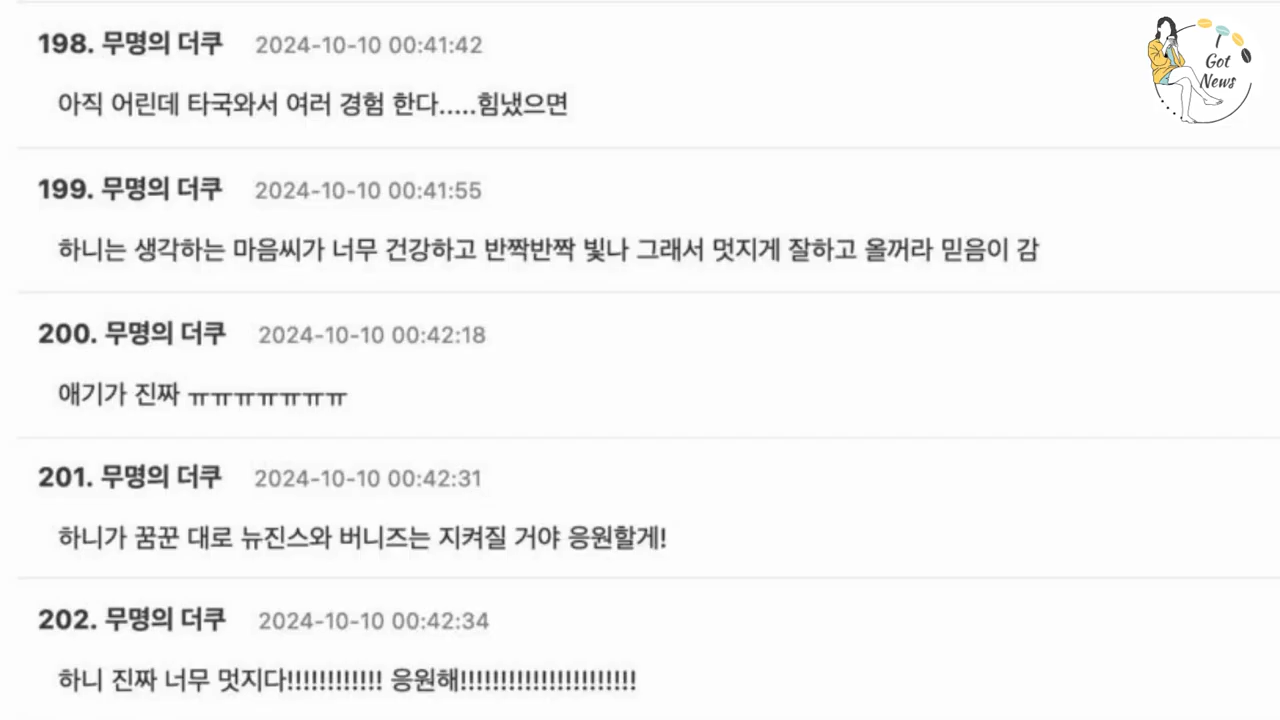 198. 무명의 더쿠 2024-10-10 00:41:42
아직 어린데 타국와서 여러 경험 한다.....힘냈으면
199. 무명의 더쿠 2024-10-10 00:41:55
하니는 생각하는 마음씨가 너무 건강하고 반짝반짝 빛나 그래서 멋지게 잘하고 올꺼라 믿음이 감
200. 무명의 더쿠 2024-10-10 00:42:18
애기가 진짜 ㅠㅠㅠㅠㅠㅠㅠ
201. 무명의 더쿠 2024-10-10 00:42:31
하니가 꿈꾼 대로 뉴진스와 버니즈는 지켜질 거야 응원할게!
202. 무명의 더쿠 2024-10-10 00:42:34
하니 진짜 너무 멋지다!!!!!!!!!!!! 응원해!!!!!!!!!!!!!!!!!!!!!!
Got
News